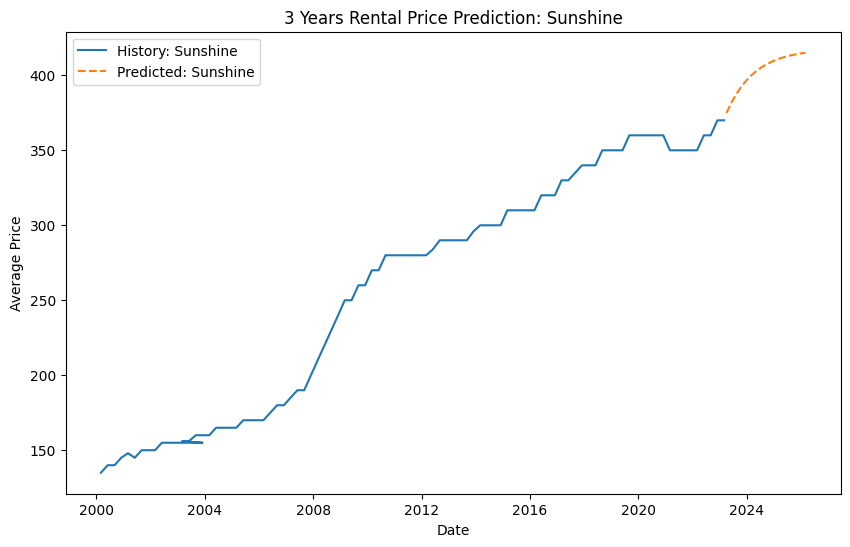 3 Years Rental Price Prediction: Sunshine
History: Sunshine
Predicted: Sunshine
400
350
300
250
200
150
Average Price
2000 2004 2008 2012 2016 2020 2024
Date